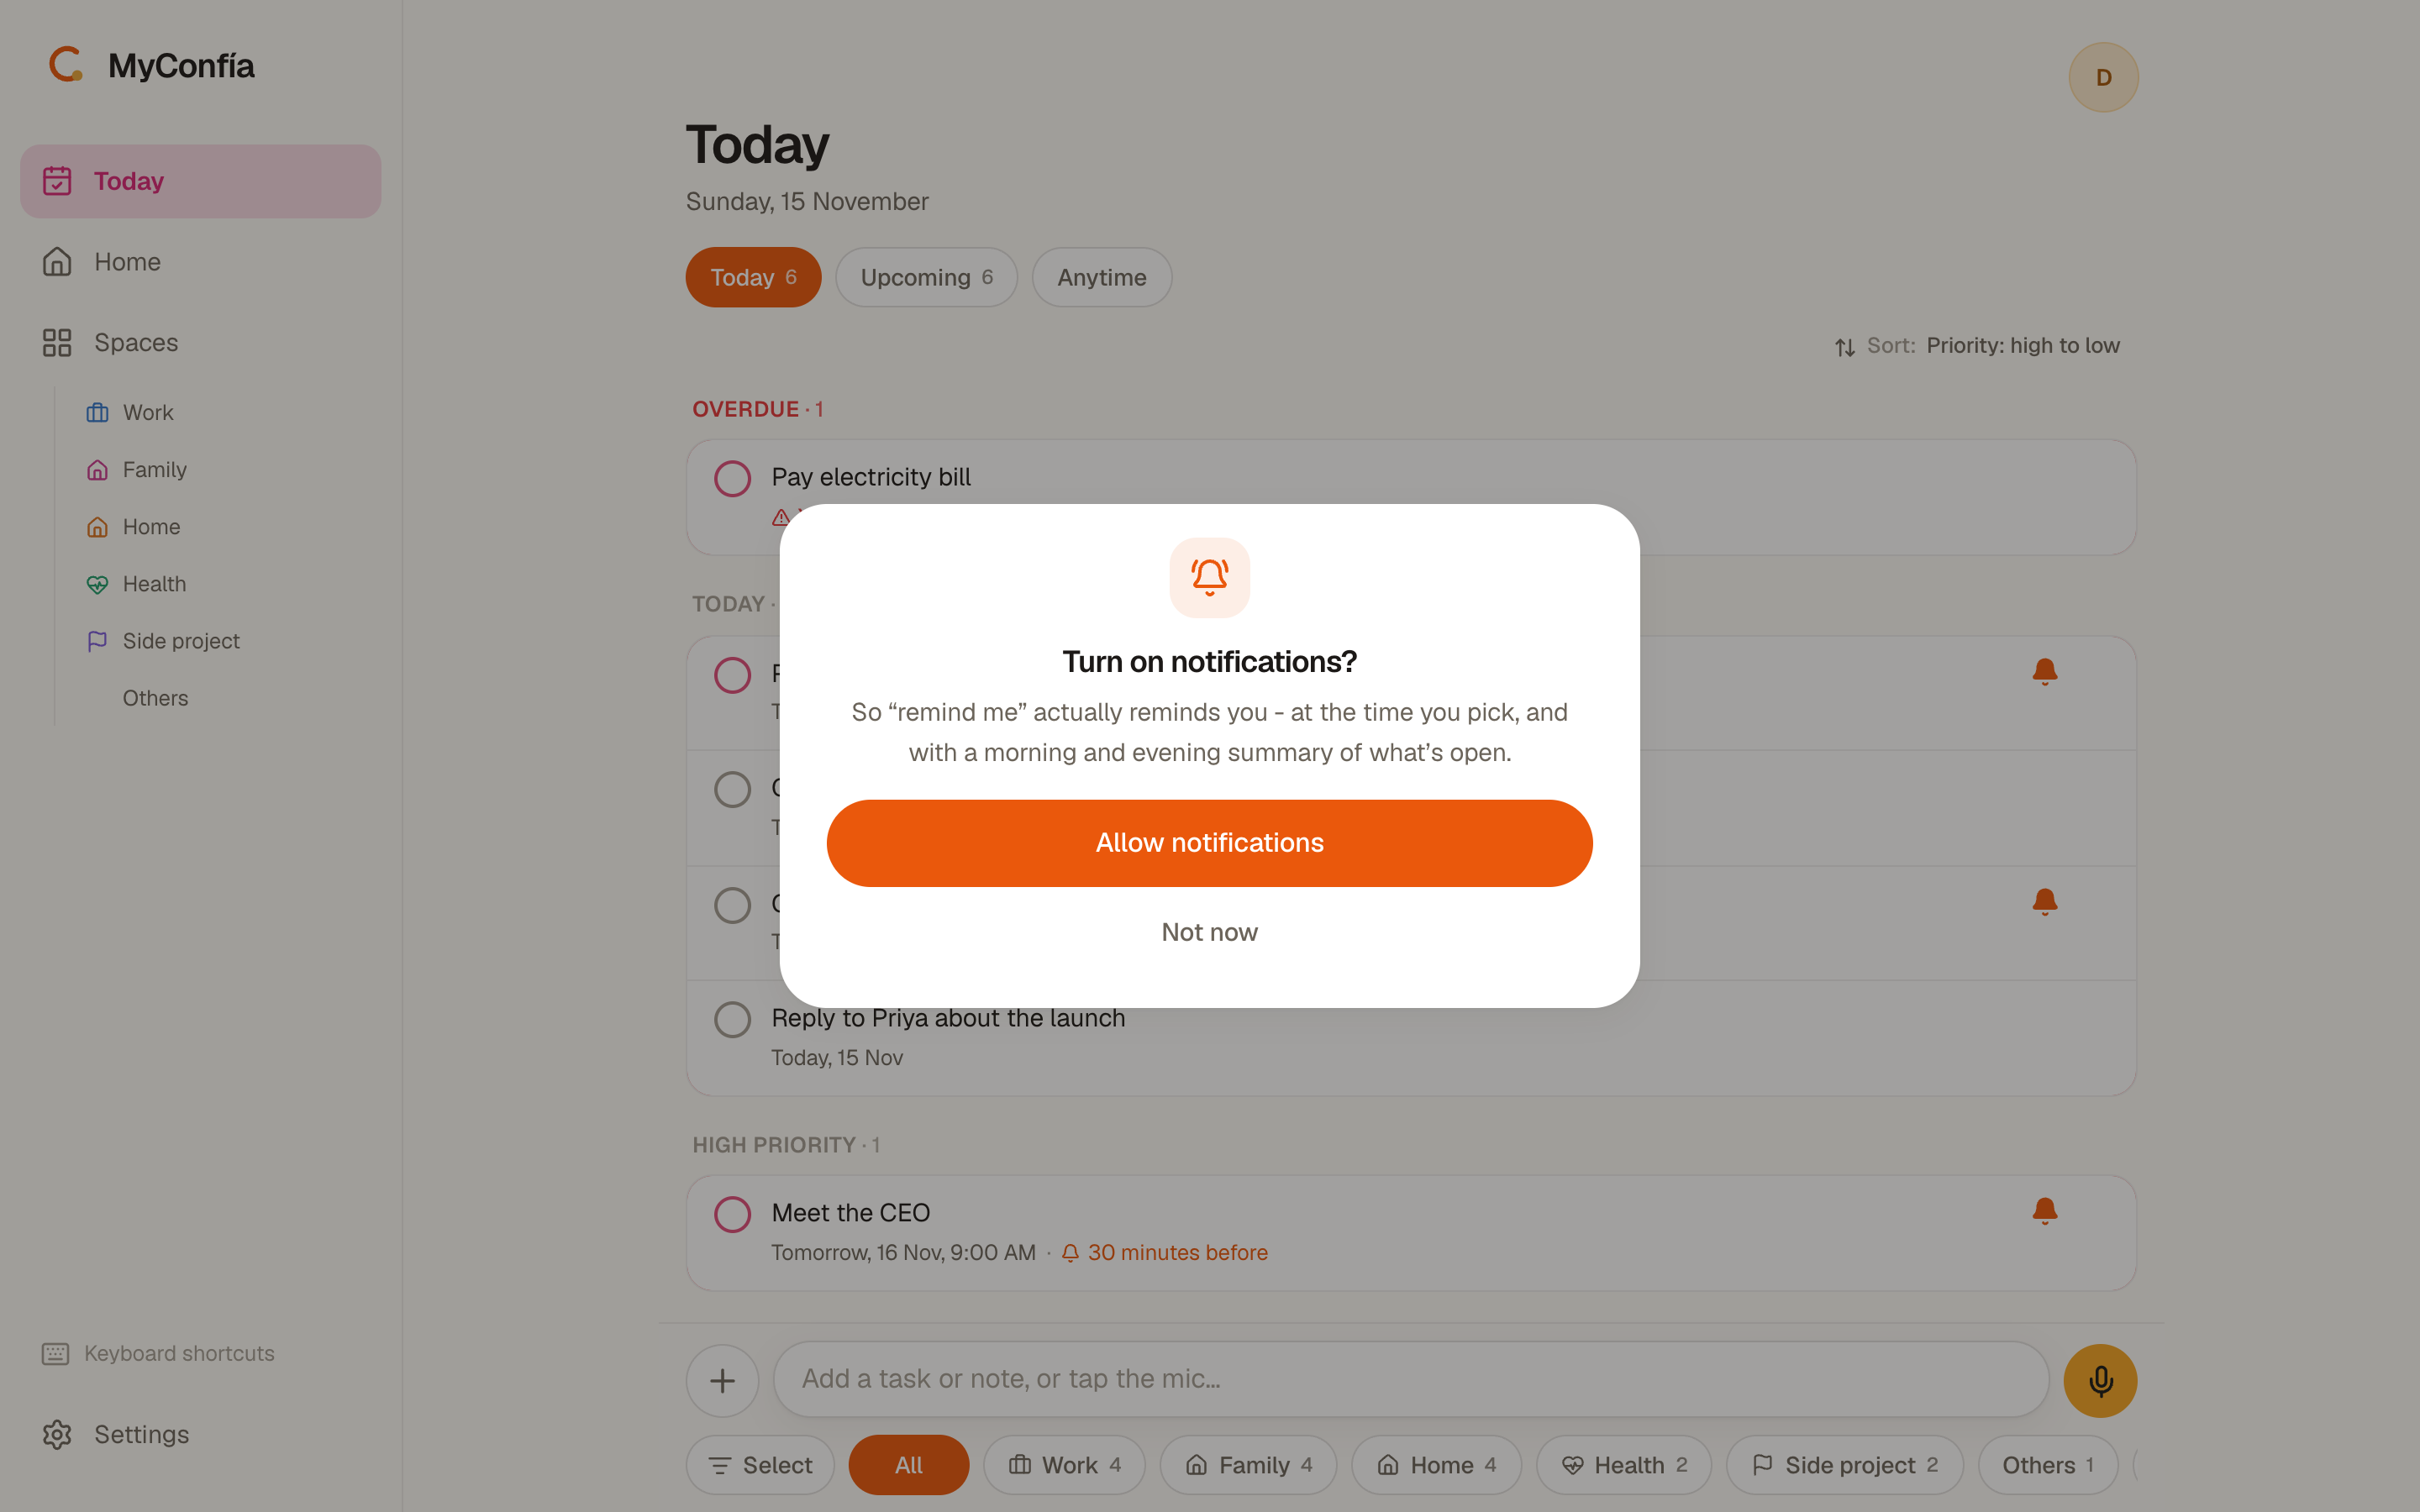 MyConfía
D
Today
Home
Spaces
Work
Family
Home
Health
Side project
Others
Keyboard shortcuts
Settings
Today
Sunday, 15 November
Today 6
Upcoming 6
Anytime
Sort: Priority: high to low
OVERDUE · 1
Pay electricity bill
TODAY ·
Turn on notifications?
So “remind me” actually reminds you - at the time you pick, and
with a morning and evening summary of what’s open.
Allow notifications
Not now
Reply to Priya about the launch
Today, 15 Nov
HIGH PRIORITY · 1
Meet the CEO
Tomorrow, 16 Nov, 9:00 AM · 30 minutes before
Add a task or note, or tap the mic...
Select
All
Work 4
Family 4
Home 4
Health 2
Side project 2
Others 1